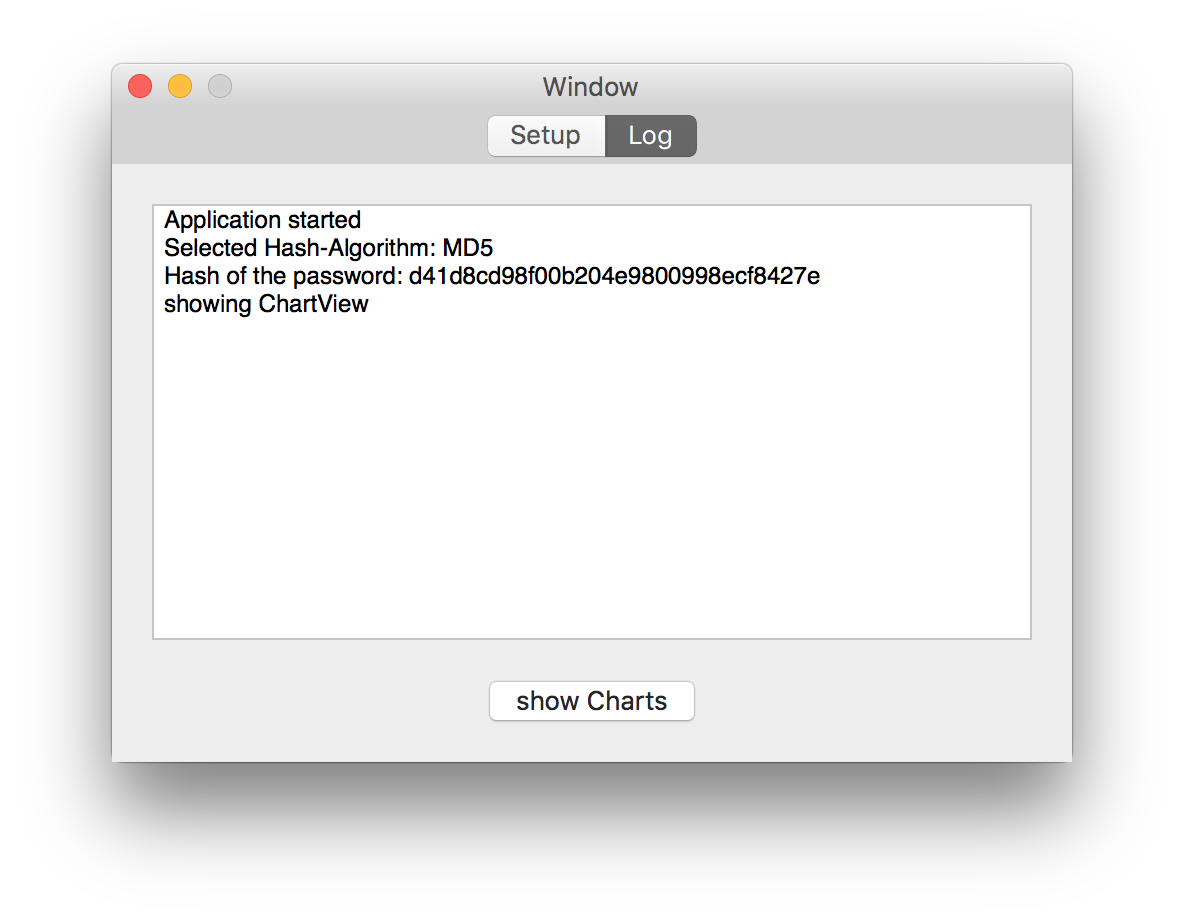 Window
Setup Log
Application started
Selected Hash-Algorithm: MD5
Hash of the password: d41d8cd98f00b204e9800998ecf8427e
showing ChartView
show Charts